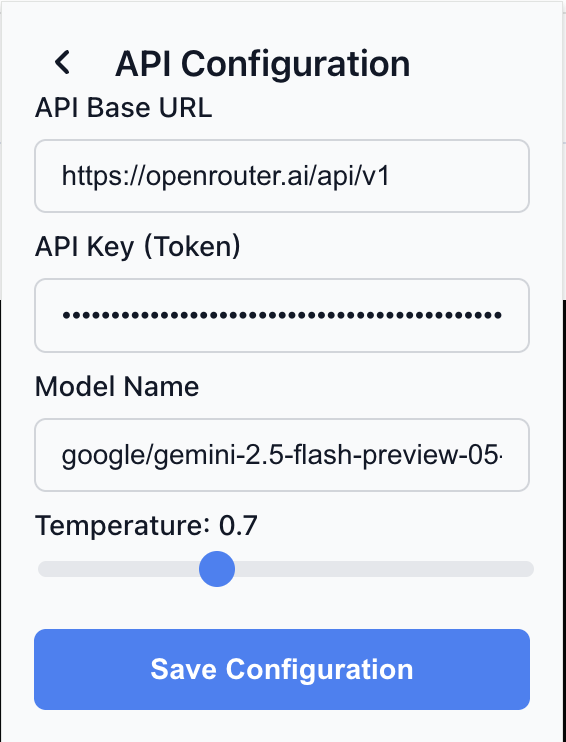 API Configuration
API Base URL
https://openrouter.ai/api/v1
API Key (Token)
••••••••••••••••••••••••••••••••••••••••••••
Model Name
google/gemini-2.5-flash-preview-05-
Temperature: 0.7
Save Configuration